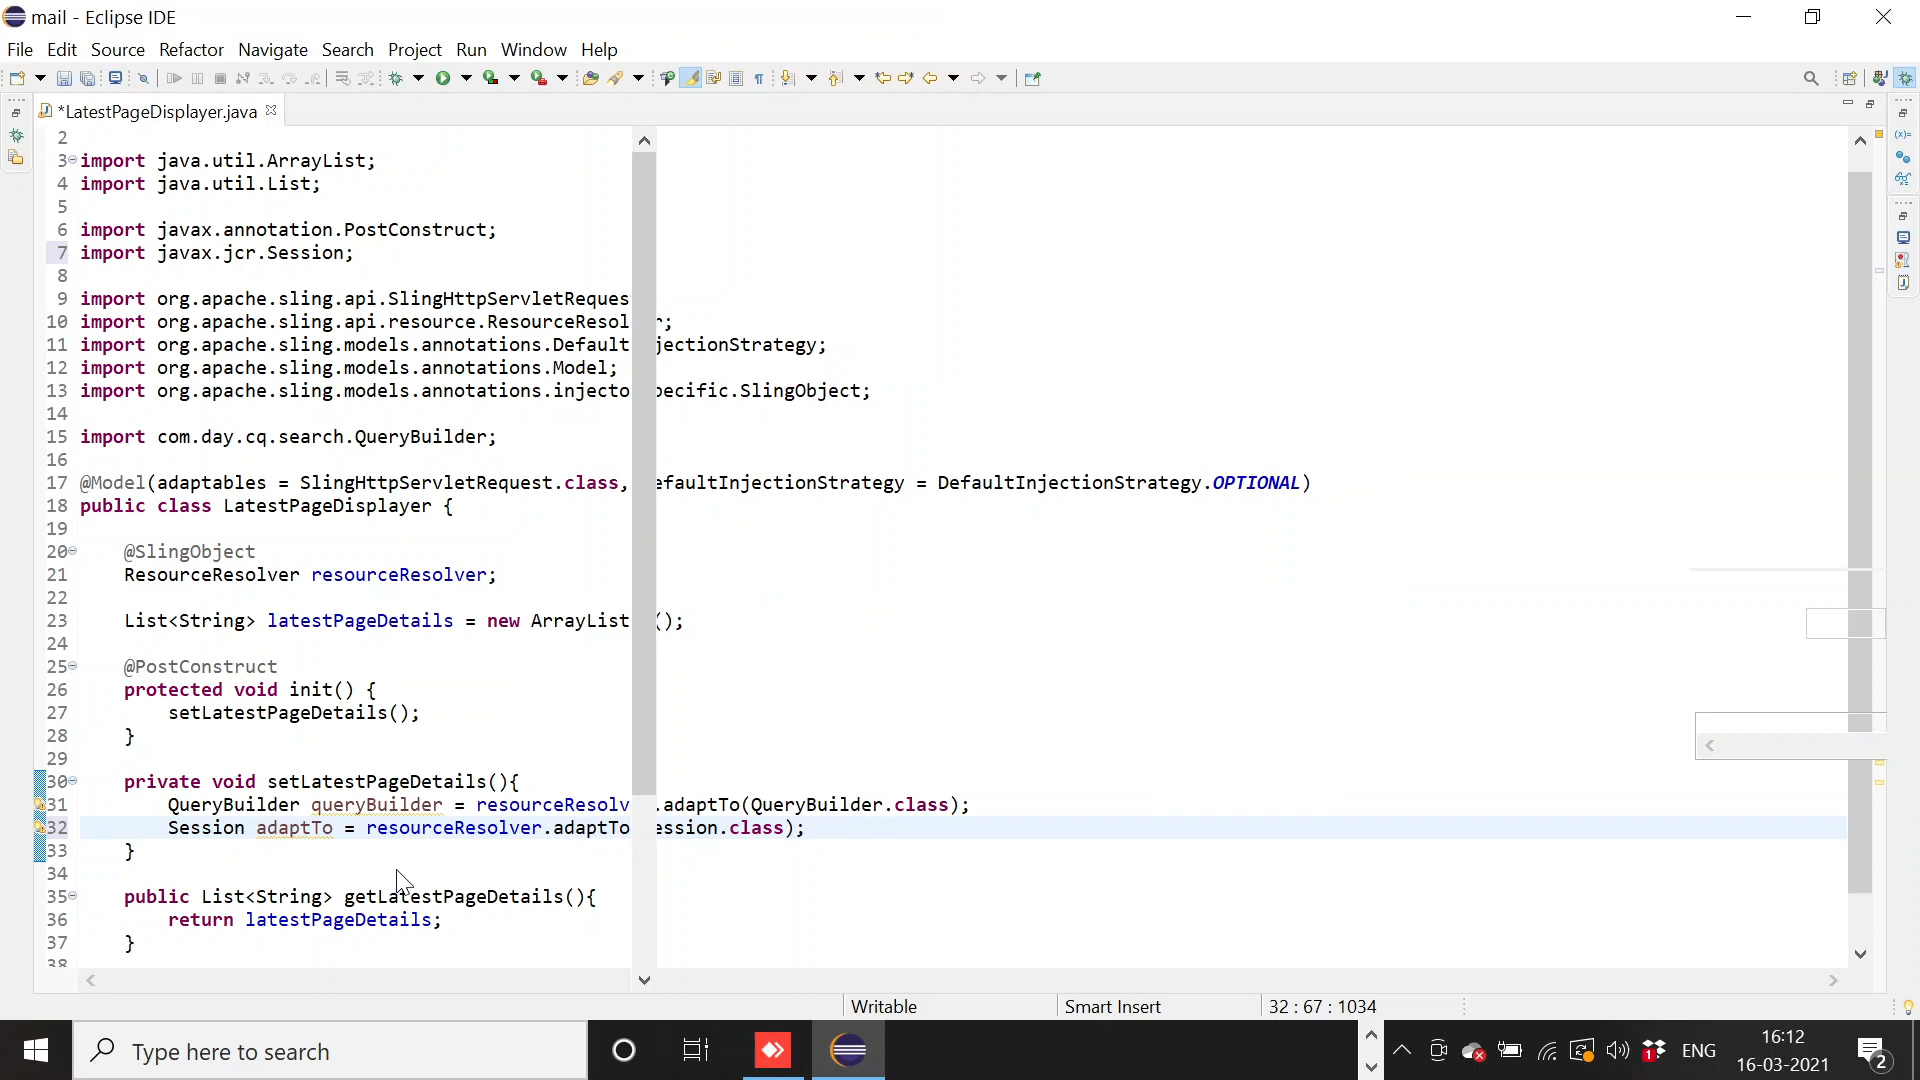 mail - Eclipse IDE
File Edit Source Refactor Navigate Search Project Run Window Help
*LatestPageDisplayer.java
2
3 import java.util.ArrayList;
4 import java.util.List;
5
6 import javax.annotation.PostConstruct;
7 import javax.jcr.Session;
8
9 import org.apache.sling.api.SlingHttpServletReques
10 import org.apache.sling.api.resource.ResourceResol r;
11 import org.apache.sling.models.annotations.Default jectionStrategy;
12 import org.apache.sling.models.annotations.Model;
13 import org.apache.sling.models.annotations.injecto pecific.SlingObject;
14
15 import com.day.cq.search.QueryBuilder;
16
17 @Model(adaptables = SlingHttpServletRequest.class, efaultInjectionStrategy = DefaultInjectionStrategy.OPTIONAL)
18 public class LatestPageDisplayer {
19
20 @SlingObject
21 ResourceResolver resourceResolver;
22
23 List<String> latestPageDetails = new ArrayList ();
24
25 @PostConstruct
26 protected void init() {
27 setLatestPageDetails();
28 }
29
30 private void setLatestPageDetails(){
31 QueryBuilder queryBuilder = resourceResolv .adaptTo(QueryBuilder.class);
32 Session adaptTo = resourceResolver.adaptTo ession.class);
33 }
34
35 public List<String> getLatestPageDetails(){
36 return latestPageDetails;
37 }
38
Writable Smart Insert 32 : 67 : 1034
Type here to search
1
ENG
16:12
16-03-2021
2